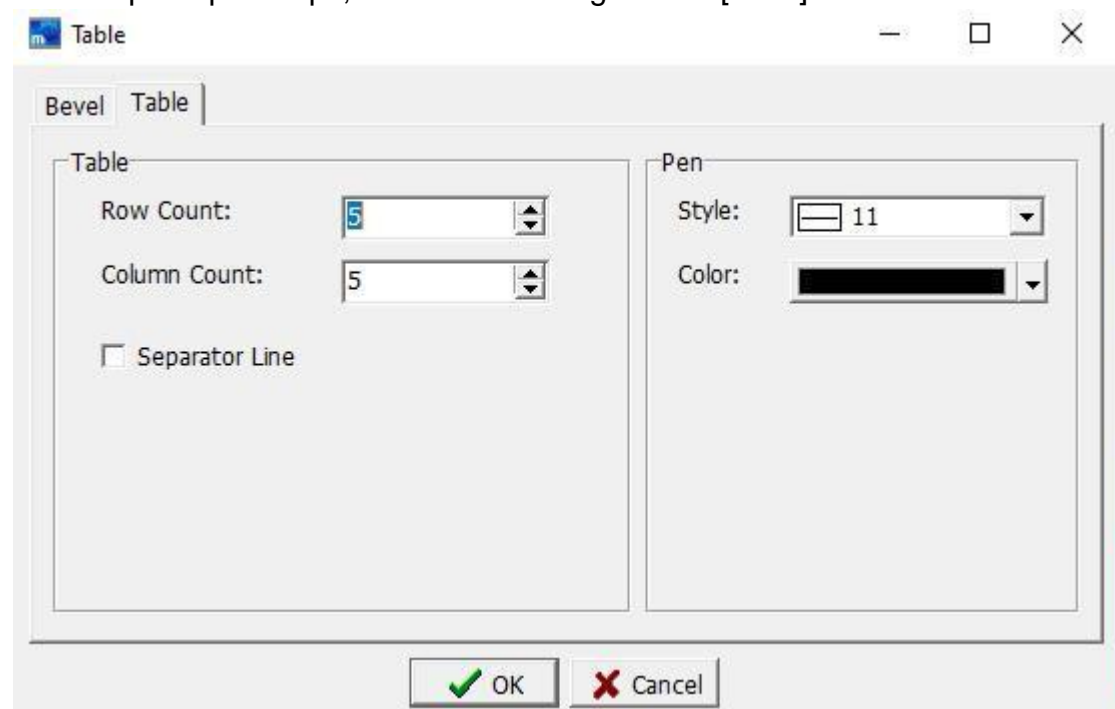 Table
Bevel Table
Table
Row Count: 5
Column Count: 5
Separator Line
Pen
Style: 11
Color:
OK Cancel